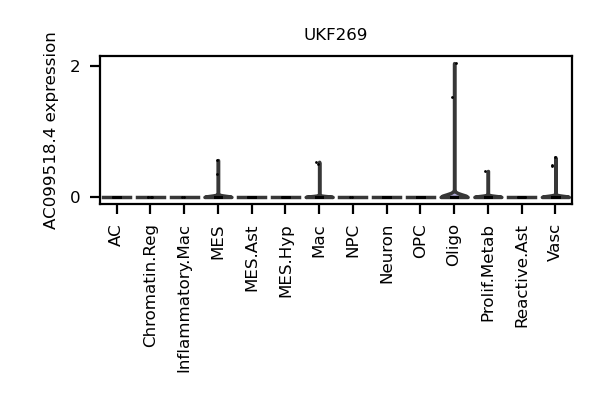 UKF269
AC099518.4 expression
2
0
AC
Chromatin.Reg
Inflammatory.Mac
MES
MES.Ast
MES.Hyp
Mac
NPC
Neuron
OPC
Oligo
Prolif.Metab
Reactive.Ast
Vasc